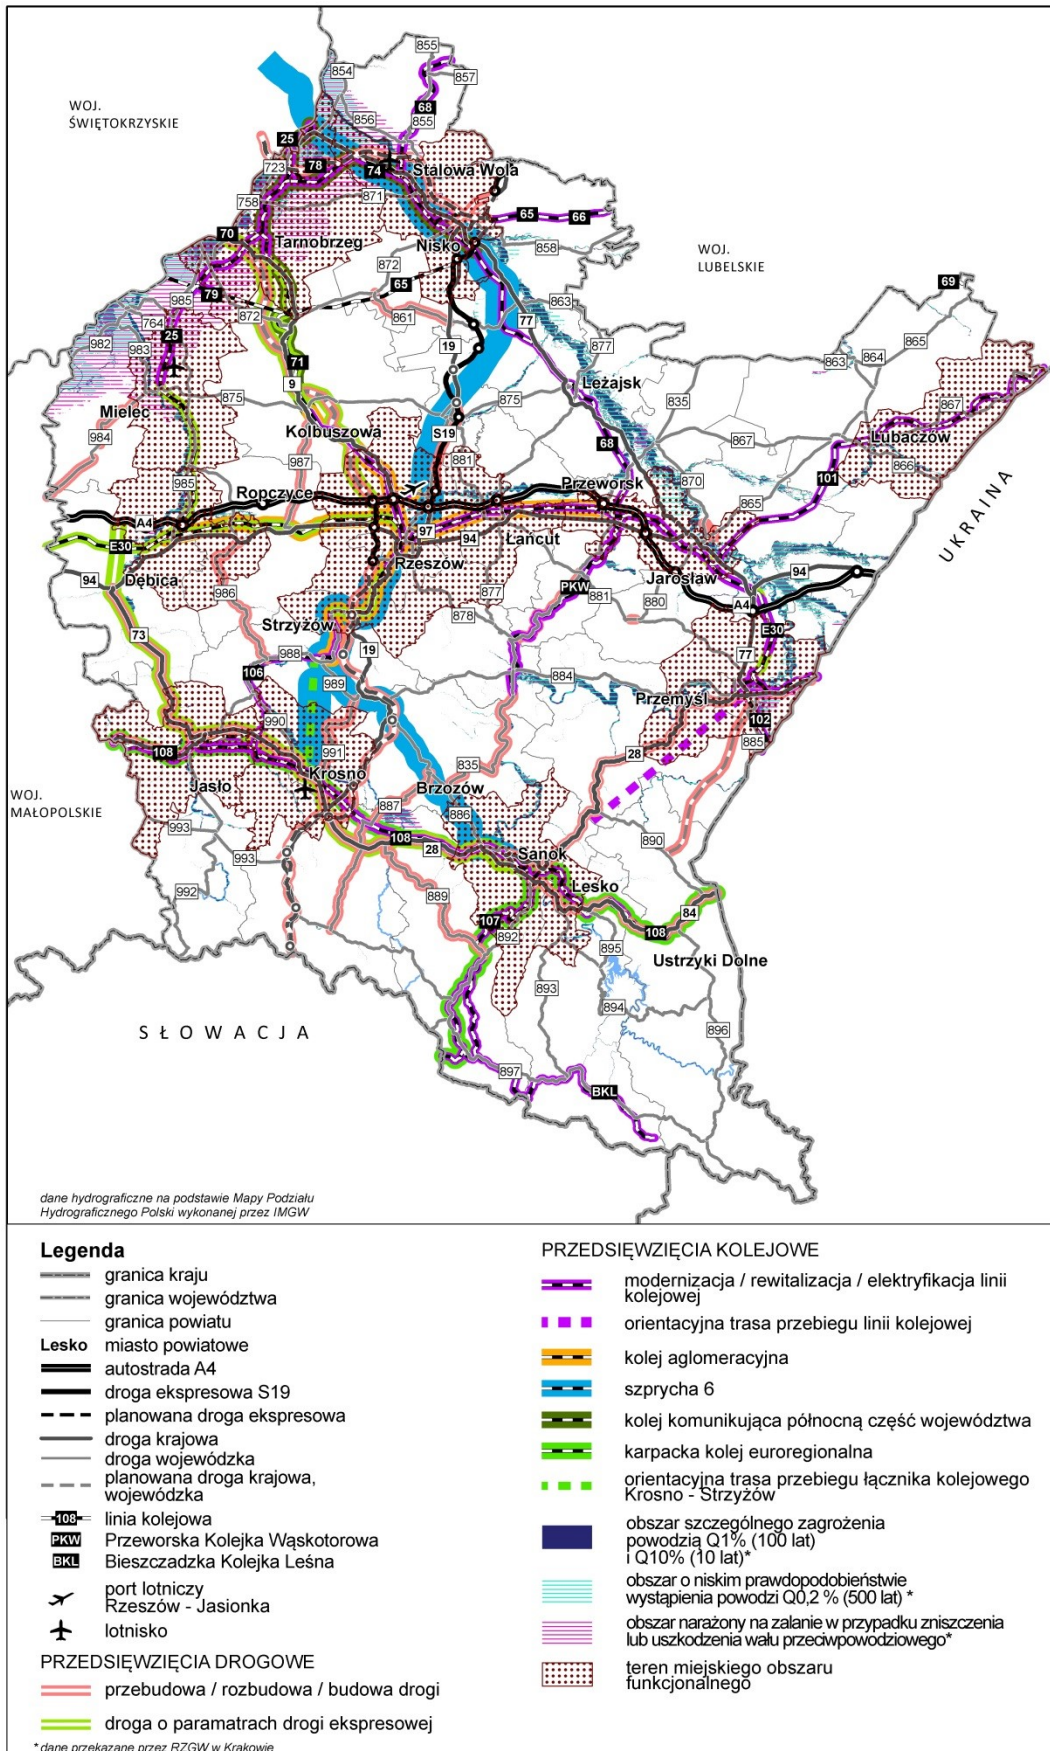 WOJ.
ŚWIĘTOKRZYSKIE
854
855
857
68
855
856
25
723
78
74
Stalowa Wola
758
871
65
66
70
Tarnobrzeg
Nisko
858
WOJ.
LUBELSKIE
872
65
79
985
872
861
863
77
69
764
982
983
25
71
19
877
865
864
863
9
Leżajsk
875
875
835
867
Mielec
984
Kolbuszowa
S19
68
867
Lubaczów
987
881
866
985
Ropczyce
Przeworsk
870
101
865
A4
97
94
Łańcut
E30
Rzeszów
UKRAINA
94
Dębica
986
Jarosław
94
PKW
877
881
880
A4
878
E30
73
Strzyżów
19
988
77
106
989
884
Przemyśl
990
102
991
885
108
28
Krosno
835
Jasło
Brzozów
WOJ.
MAŁOPOLSKIE
887
886
993
108
28
890
993
Sanok
992
Lesko
889
84
107
892
108
895
Ustrzyki Dolne
893
894
896
SŁOWACJA
897
BKL
dane hydrograficzne na podstawie Mapy Podziału
Hydrograficznego Polski wykonanej przez IMGW
Legenda
granica kraju
granica województwa
granica powiatu
Lesko miasto powiatowe
autostrada A4
droga ekspresowa S19
planowana droga ekspresowa
droga krajowa
droga wojewódzka
planowana droga krajowa,
wojewódzka
108 linia kolejowa
PKW Przeworska Kolejka Wąskotorowa
BKL Bieszczadzka Kolejka Leśna
port lotniczy
Rzeszów - Jasionka
lotnisko
PRZEDSIĘWZIĘCIA DROGOWE
przebudowa / rozbudowa / budowa drogi
droga o paramatrach drogi ekspresowej
* dane przekazane przez RZGW w Krakowie
PRZEDSIĘWZIĘCIA KOLEJOWE
modernizacja / rewitalizacja / elektryfikacja linii
kolejowej
orientacyjna trasa przebiegu linii kolejowej
kolej aglomeracyjna
szprycha 6
kolej komunikująca północną część województwa
karpacka kolej euroregionalna
orientacyjna trasa przebiegu łącznika kolejowego
Krosno - Strzyżów
obszar szczególnego zagrożenia
powodzią Q1% (100 lat)
i Q10% (10 lat)*
obszar o niskim prawdopodobieństwie
wystąpienia powodzi Q0,2 % (500 lat) *
obszar narażony na zalanie w przypadku zniszczenia
lub uszkodzenia wału przeciwpowodziowego*
teren miejskiego obszaru
funkcjonalnego